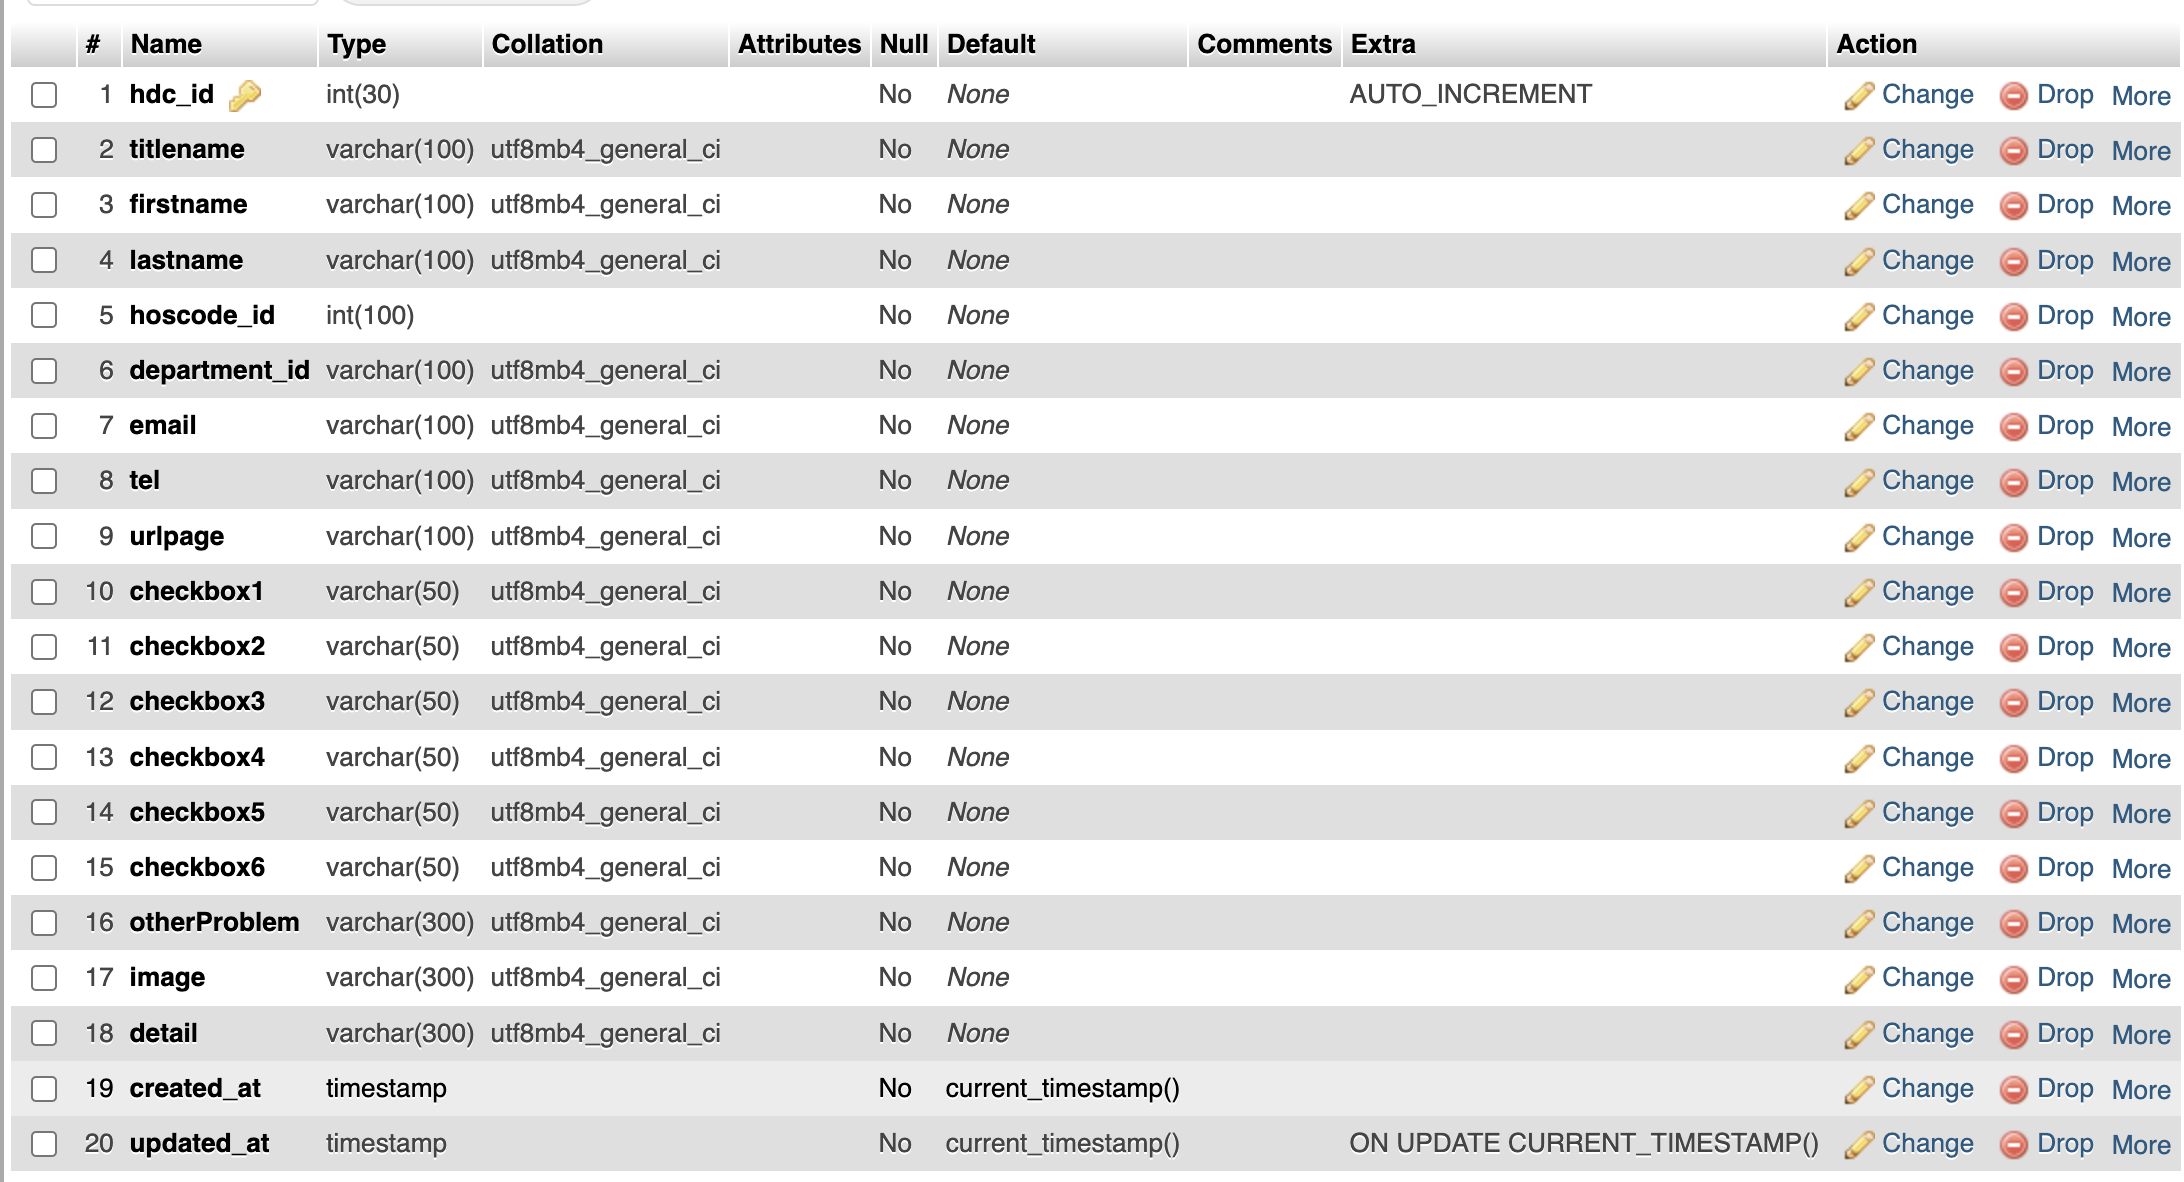 # Name Type Collation Attributes Null Default Comments Extra Action
1 hdc_id int(30) No None AUTO_INCREMENT Change Drop More
2 titlename varchar(100) utf8mb4_general_ci No None Change Drop More
3 firstname varchar(100) utf8mb4_general_ci No None Change Drop More
4 lastname varchar(100) utf8mb4_general_ci No None Change Drop More
5 hoscode_id int(100) No None Change Drop More
6 department_id varchar(100) utf8mb4_general_ci No None Change Drop More
7 email varchar(100) utf8mb4_general_ci No None Change Drop More
8 tel varchar(100) utf8mb4_general_ci No None Change Drop More
9 urlpage varchar(100) utf8mb4_general_ci No None Change Drop More
10 checkbox1 varchar(50) utf8mb4_general_ci No None Change Drop More
11 checkbox2 varchar(50) utf8mb4_general_ci No None Change Drop More
12 checkbox3 varchar(50) utf8mb4_general_ci No None Change Drop More
13 checkbox4 varchar(50) utf8mb4_general_ci No None Change Drop More
14 checkbox5 varchar(50) utf8mb4_general_ci No None Change Drop More
15 checkbox6 varchar(50) utf8mb4_general_ci No None Change Drop More
16 otherProblem varchar(300) utf8mb4_general_ci No None Change Drop More
17 image varchar(300) utf8mb4_general_ci No None Change Drop More
18 detail varchar(300) utf8mb4_general_ci No None Change Drop More
19 created_at timestamp No current_timestamp() Change Drop More
20 updated_at timestamp No current_timestamp() ON UPDATE CURRENT_TIMESTAMP() Change Drop More